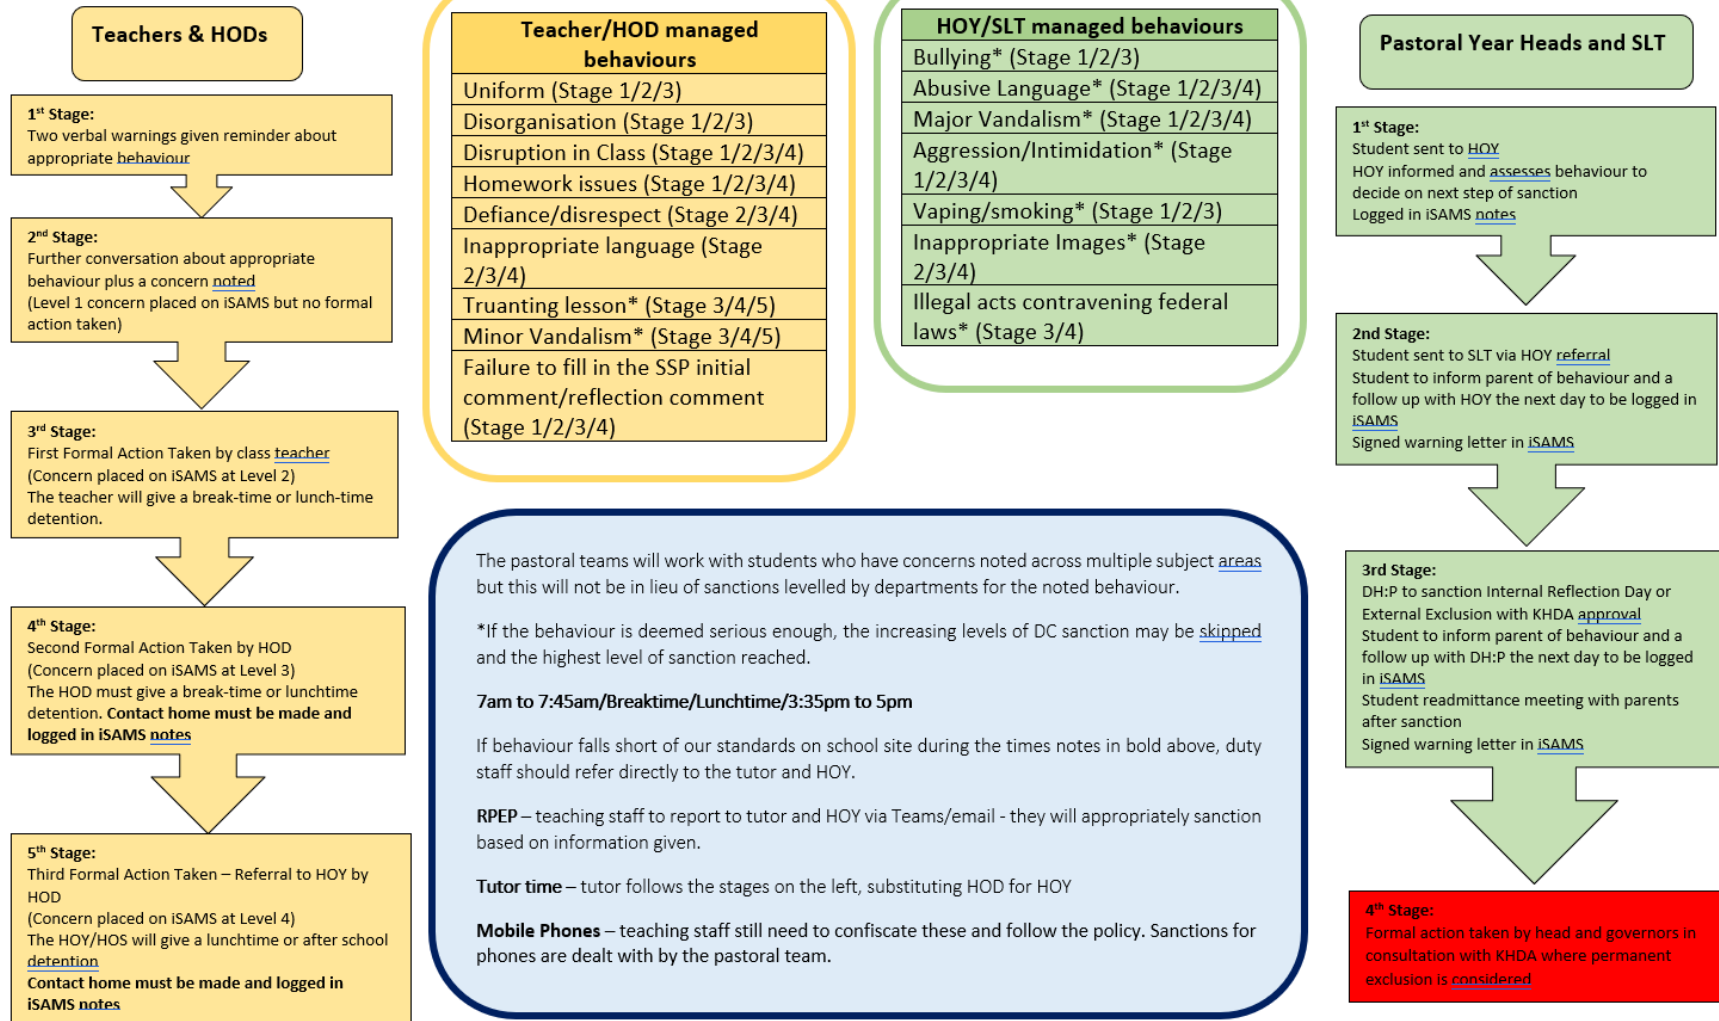 Teachers & HODs
1st Stage:
Two verbal warnings given reminder about
appropriate behaviour
2nd Stage:
Further conversation about appropriate
behaviour plus a concern noted
(Level 1 concern placed on iSAMS but no formal
action taken)
3rd Stage:
First Formal Action Taken by class teacher
(Concern placed on iSAMS at Level 2)
The teacher will give a break-time or lunch-time
detention.
4th Stage:
Second Formal Action Taken by HOD
(Concern placed on iSAMS at Level 3)
The HOD must give a break-time or lunchtime
detention. Contact home must be made and
logged in iSAMS notes
5th Stage:
Third Formal Action Taken – Referral to HOY by
HOD
(Concern placed on iSAMS at Level 4)
The HOY/HOS will give a lunchtime or after school
detention
Contact home must be made and logged in
iSAMS notes
Teacher/HOD managed
behaviours
Uniform (Stage 1/2/3)
Disorganisation (Stage 1/2/3)
Disruption in Class (Stage 1/2/3/4)
Homework issues (Stage 1/2/3/4)
Defiance/disrespect (Stage 2/3/4)
Inappropriate language (Stage
2/3/4)
Truanting lesson* (Stage 3/4/5)
Minor Vandalism* (Stage 3/4/5)
Failure to fill in the SSP initial
comment/reflection comment
(Stage 1/2/3/4)
HOY/SLT managed behaviours
Bullying* (Stage 1/2/3)
Abusive Language* (Stage 1/2/3/4)
Major Vandalism* (Stage 1/2/3/4)
Aggression/Intimidation* (Stage
1/2/3/4)
Vaping/smoking* (Stage 1/2/3)
Inappropriate Images* (Stage
2/3/4)
Illegal acts contravening federal
laws* (Stage 3/4)
The pastoral teams will work with students who have concerns noted across multiple subject areas
but this will not be in lieu of sanctions levelled by departments for the noted behaviour.
*If the behaviour is deemed serious enough, the increasing levels of DC sanction may be skipped
and the highest level of sanction reached.
7am to 7:45am/Breaktime/Lunchtime/3:35pm to 5pm
If behaviour falls short of our standards on school site during the times notes in bold above, duty
staff should refer directly to the tutor and HOY.
RPEP – teaching staff to report to tutor and HOY via Teams/email - they will appropriately sanction
based on information given.
Tutor time – tutor follows the stages on the left, substituting HOD for HOY
Mobile Phones – teaching staff still need to confiscate these and follow the policy. Sanctions for
phones are dealt with by the pastoral team.
Pastoral Year Heads and SLT
1st Stage:
Student sent to HOY
HOY informed and assesses behaviour to
decide on next step of sanction
Logged in iSAMS notes
2nd Stage:
Student sent to SLT via HOY referral
Student to inform parent of behaviour and a
follow up with HOY the next day to be logged in
iSAMS
Signed warning letter in iSAMS
3rd Stage:
DH:P to sanction Internal Reflection Day or
External Exclusion with KHDA approval
Student to inform parent of behaviour and a
follow up with DH:P the next day to be logged
in iSAMS
Student readmittance meeting with parents
after sanction
Signed warning letter in iSAMS
4th Stage:
Formal action taken by head and governors in
consultation with KHDA where permanent
exclusion is considered